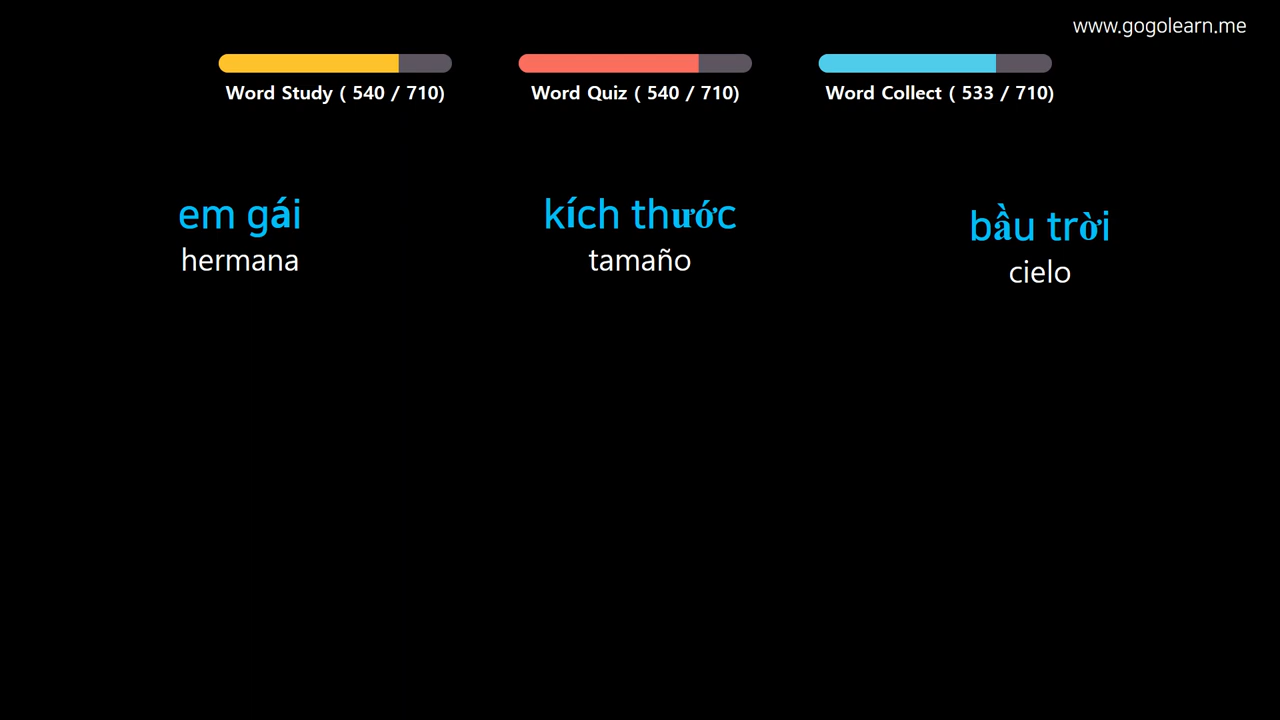 www.gogolearn.me
Word Study ( 540 / 710)
Word Quiz ( 540 / 710)
Word Collect ( 533 / 710)
em gái
hermana
kích thước
tamaño
bầu trời
cielo